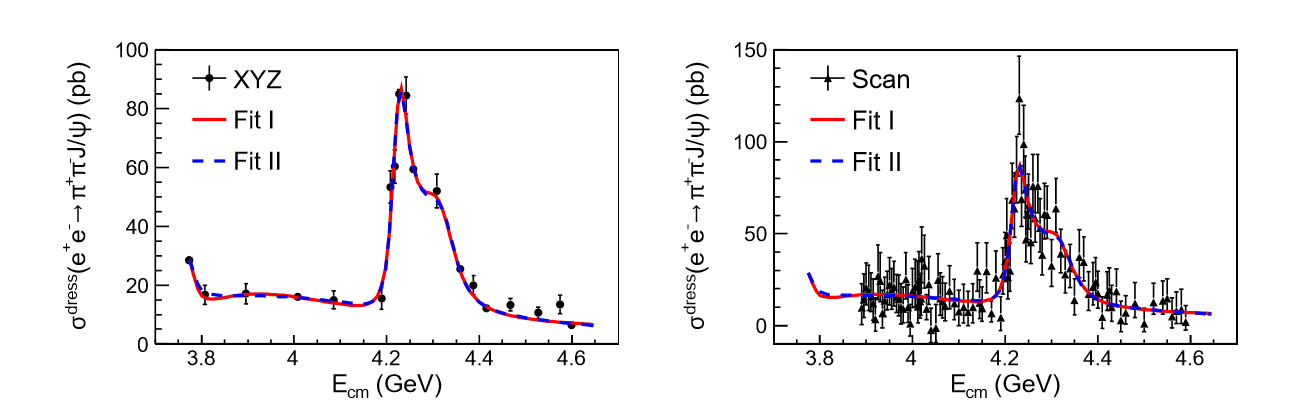 100
80
60
40
20
0
σᵈʳᵉˢˢ(e⁺e⁻→π⁺π⁻J/ψ) (pb)
XYZ
Fit I
Fit II
3.8 4 4.2 4.4 4.6
E_cm (GeV)
150
100
50
0
σᵈʳᵉˢˢ(e⁺e⁻→π⁺π⁻J/ψ) (pb)
Scan
Fit I
Fit II
3.8 4 4.2 4.4 4.6
E_cm (GeV)